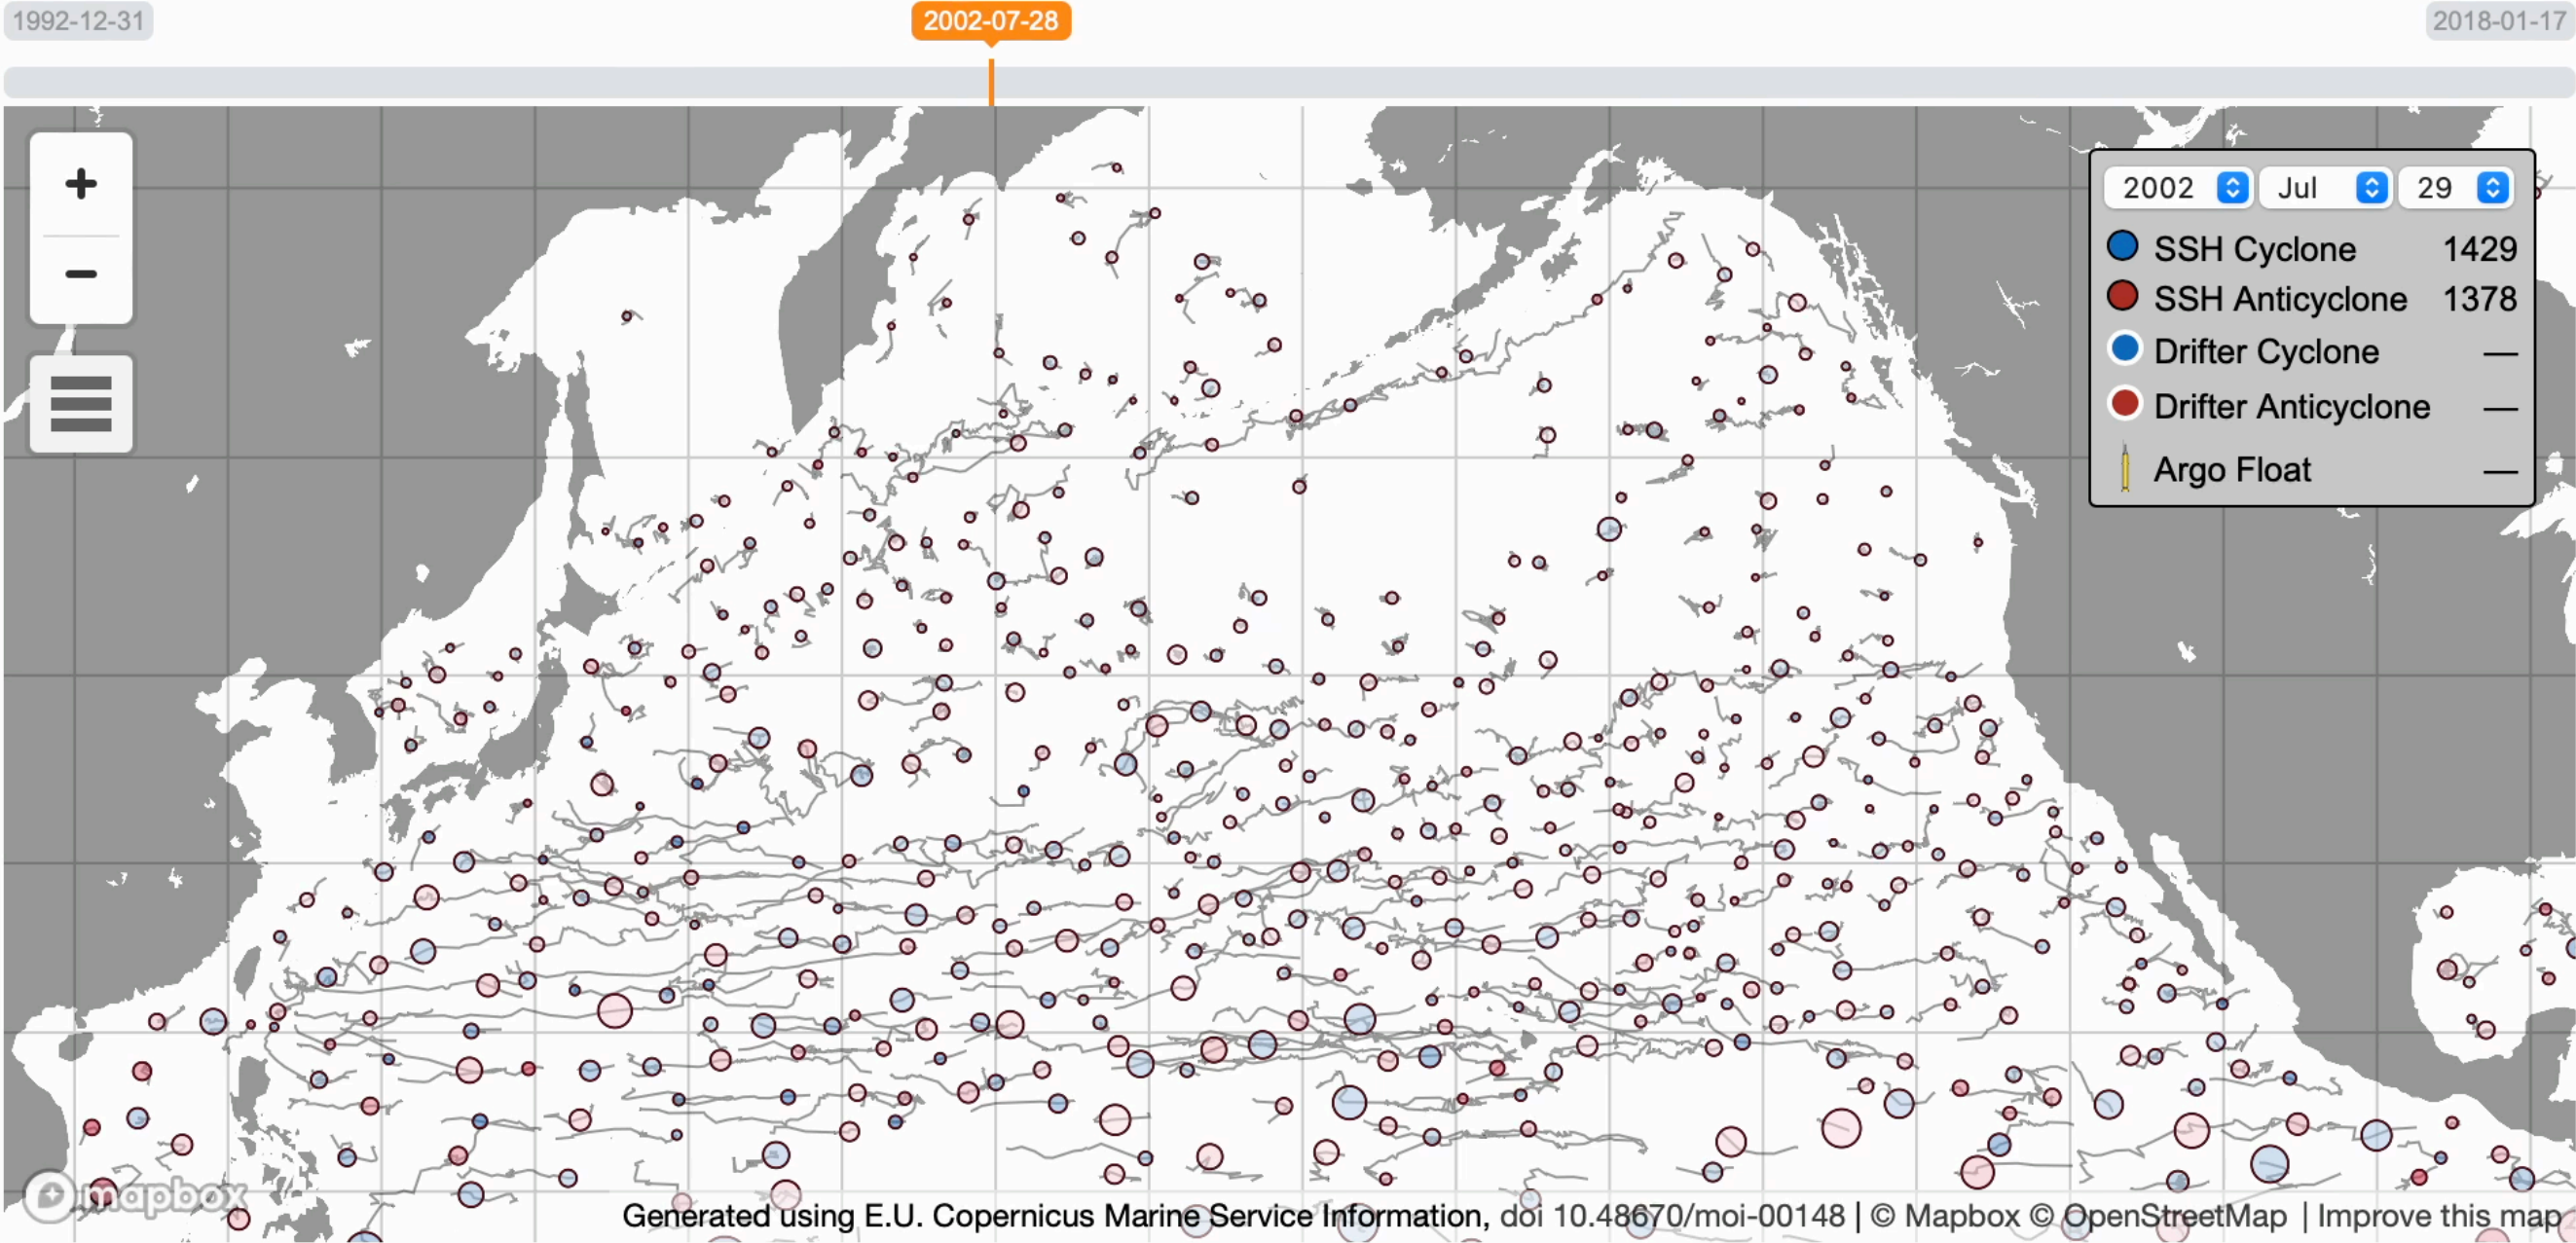 1992-12-31
2002-07-28
2018-01-17
+
−
2002 Jul 29
SSH Cyclone 1429
SSH Anticyclone 1378
Drifter Cyclone —
Drifter Anticyclone —
Argo Float —
mapbox
Generated using E.U. Copernicus Marine Service Information, doi 10.48670/moi-00148 | © Mapbox © OpenStreetMap | Improve this map